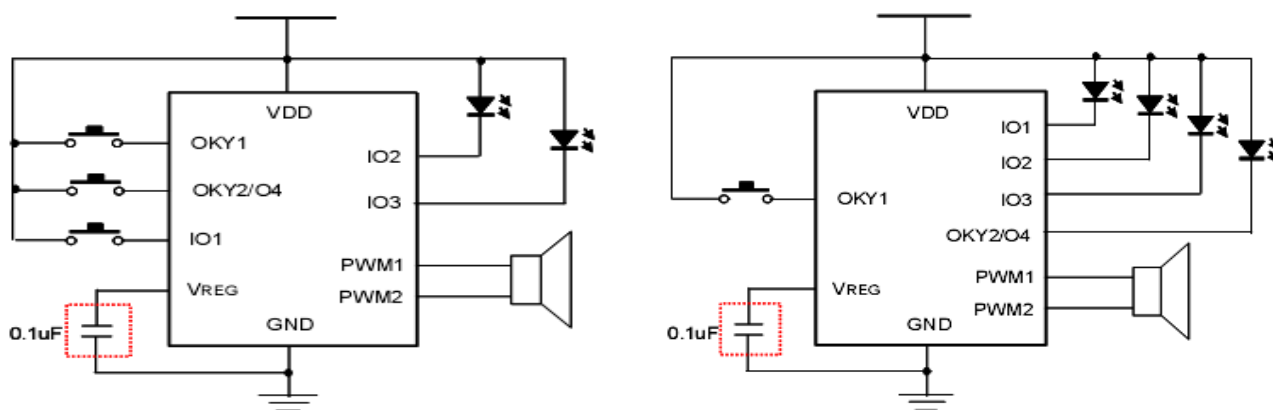 VDD
OKY1
OKY2/O4
IO1
VREG
IO2
IO3
PWM1
PWM2
GND
0.1uF
VDD
OKY1
VREG
IO1
IO2
IO3
OKY2/O4
PWM1
PWM2
GND
0.1uF